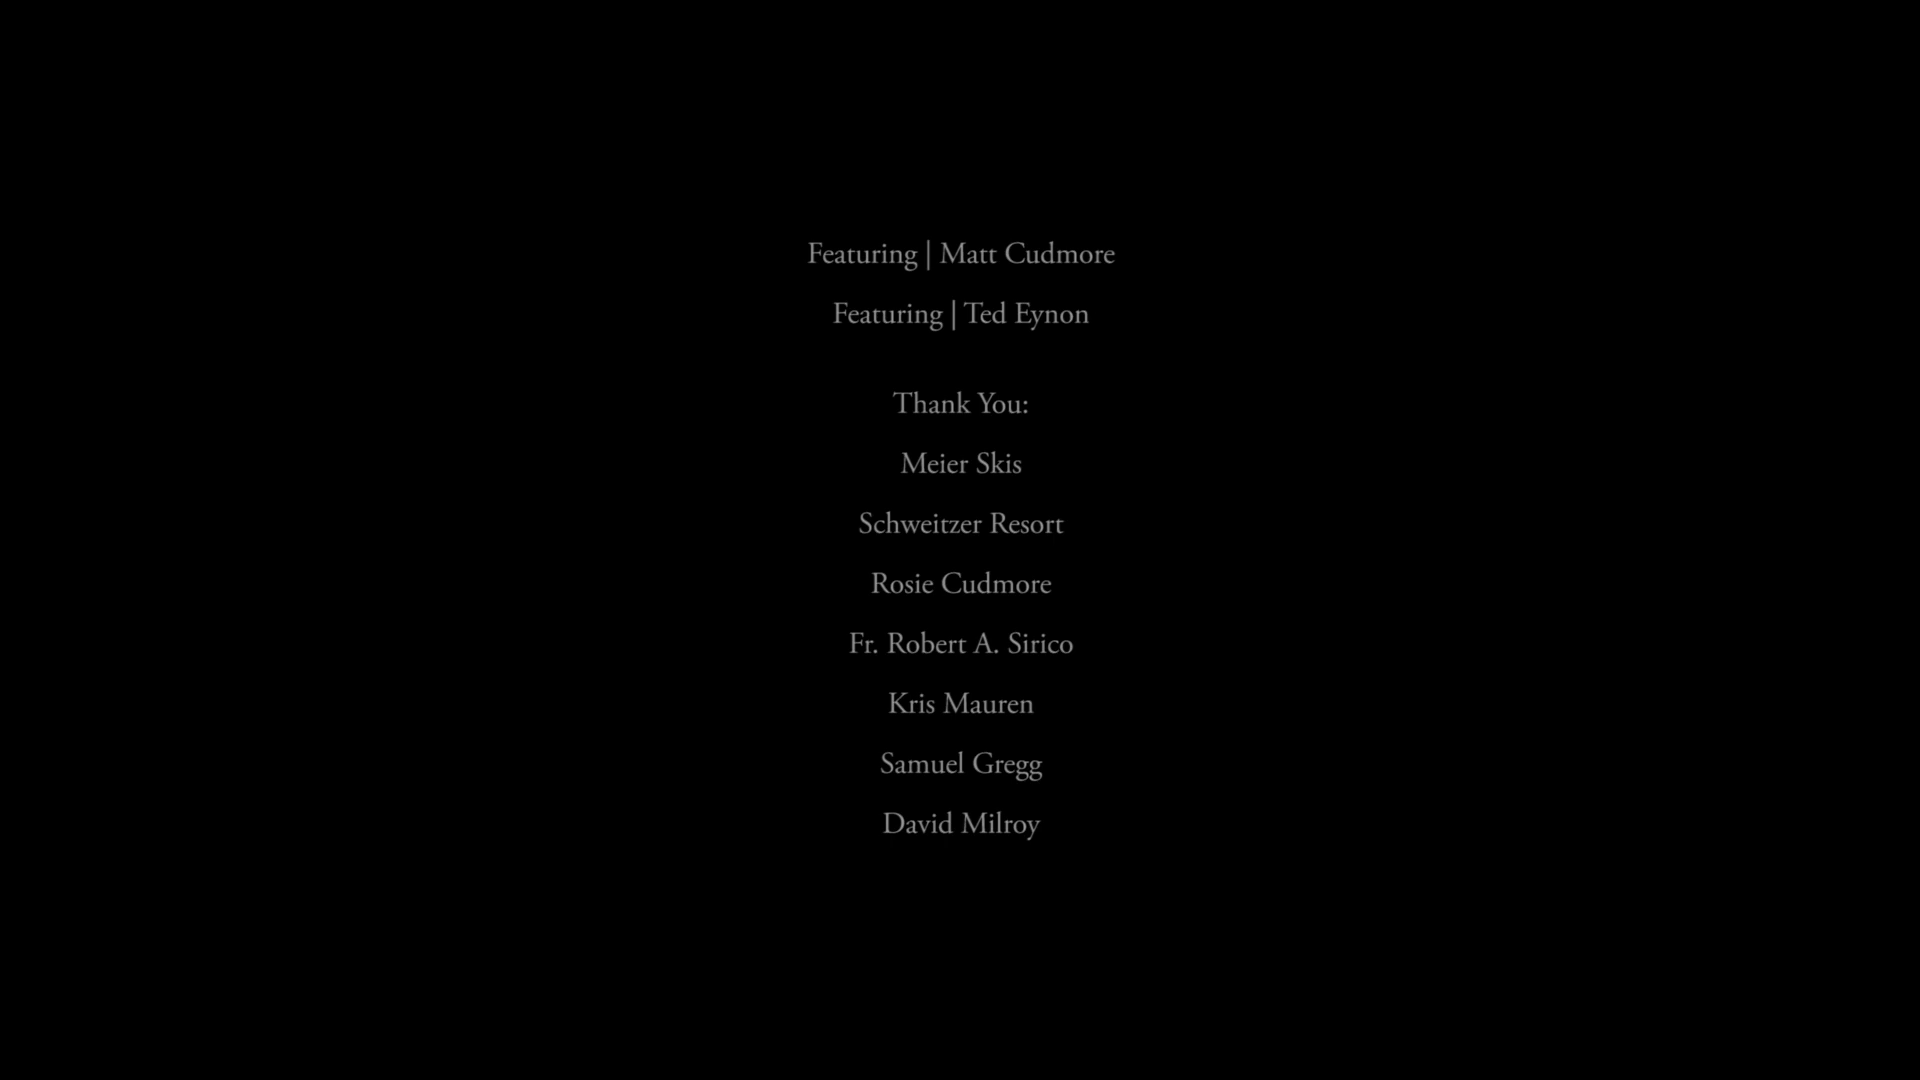 Featuring | Matt Cudmore
Featuring | Ted Eynon
Thank You:
Meier Skis
Schweitzer Resort
Rosie Cudmore
Fr. Robert A. Sirico
Kris Mauren
Samuel Gregg
David Milroy